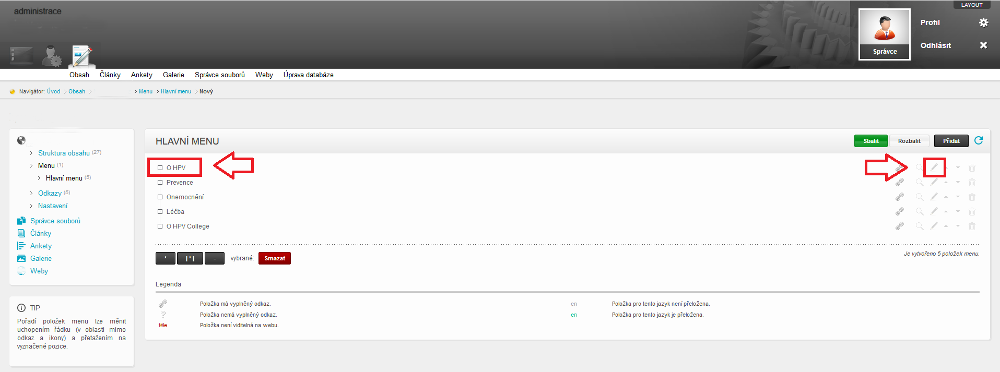 LAYOUT
administrace
Profil
Odhlásit
Správce
Obsah Články Ankety Galerie Správce souborů Weby Úprava databáze
Navigátor: Úvod > Obsah > > Menu > Hlavní menu > Nový
Struktura obsahu (27)
Menu (1)
Hlavní menu (5)
Odkazy (5)
Nastavení
Správce souborů
Články
Ankety
Galerie
Weby
TIP
Pořadí položek menu lze měnit
uchopením řádku (v oblasti mimo
odkaz a ikony) a přetažením na
vyznačené pozice.
HLAVNÍ MENU
Sbalit Rozbalit Přidat
O HPV
Prevence
Onemocnění
Léčba
O HPV College
* |*| - vybrané: Smazat
Je vytvořeno 5 položek menu.
Legenda
Položka má vyplněný odkaz.
? Položka nemá vyplněný odkaz.
title Položka není viditelná na webu.
en Položka pro tento jazyk není přeložena.
en Položka pro tento jazyk je přeložena.